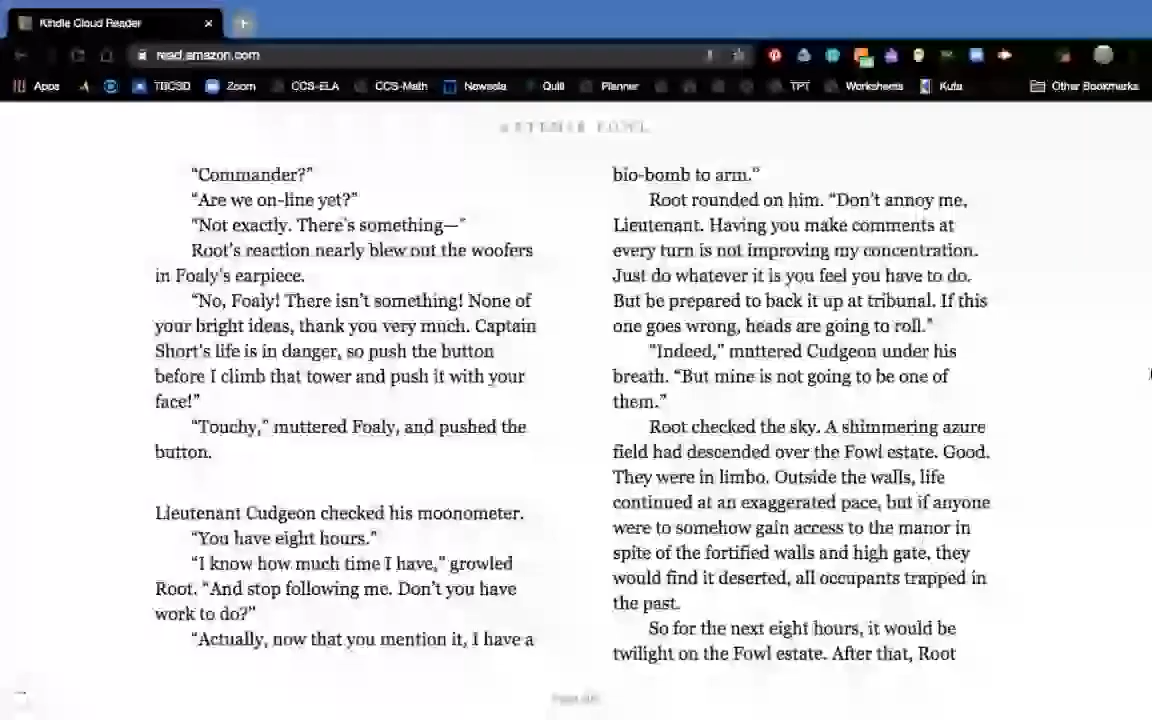 Kindle Cloud Reader
read.amazon.com
Apps
TBCSD
Zoom
CCS-ELA
CCS-Math
Newsela
Quill
Planner
TPT
Worksheets
Kuta
Other Bookmarks
ARTEMIS FOWL
“Commander?”
“Are we on-line yet?”
“Not exactly. There's something—”
Root's reaction nearly blew out the woofers
in Foaly's earpiece.
“No, Foaly! There isn't something! None of
your bright ideas, thank you very much. Captain
Short's life is in danger, so push the button
before I climb that tower and push it with your
face!”
“Touchy,” muttered Foaly, and pushed the
button.
Lieutenant Cudgeon checked his moonometer.
“You have eight hours.”
“I know how much time I have,” growled
Root. “And stop following me. Don't you have
work to do?”
“Actually, now that you mention it, I have a
bio-bomb to arm.”
Root rounded on him. “Don't annoy me,
Lieutenant. Having you make comments at
every turn is not improving my concentration.
Just do whatever it is you feel you have to do.
But be prepared to back it up at tribunal. If this
one goes wrong, heads are going to roll.”
“Indeed,” muttered Cudgeon under his
breath. “But mine is not going to be one of
them.”
Root checked the sky. A shimmering azure
field had descended over the Fowl estate. Good.
They were in limbo. Outside the walls, life
continued at an exaggerated pace, but if anyone
were to somehow gain access to the manor in
spite of the fortified walls and high gate, they
would find it deserted, all occupants trapped in
the past.
So for the next eight hours, it would be
twilight on the Fowl estate. After that, Root